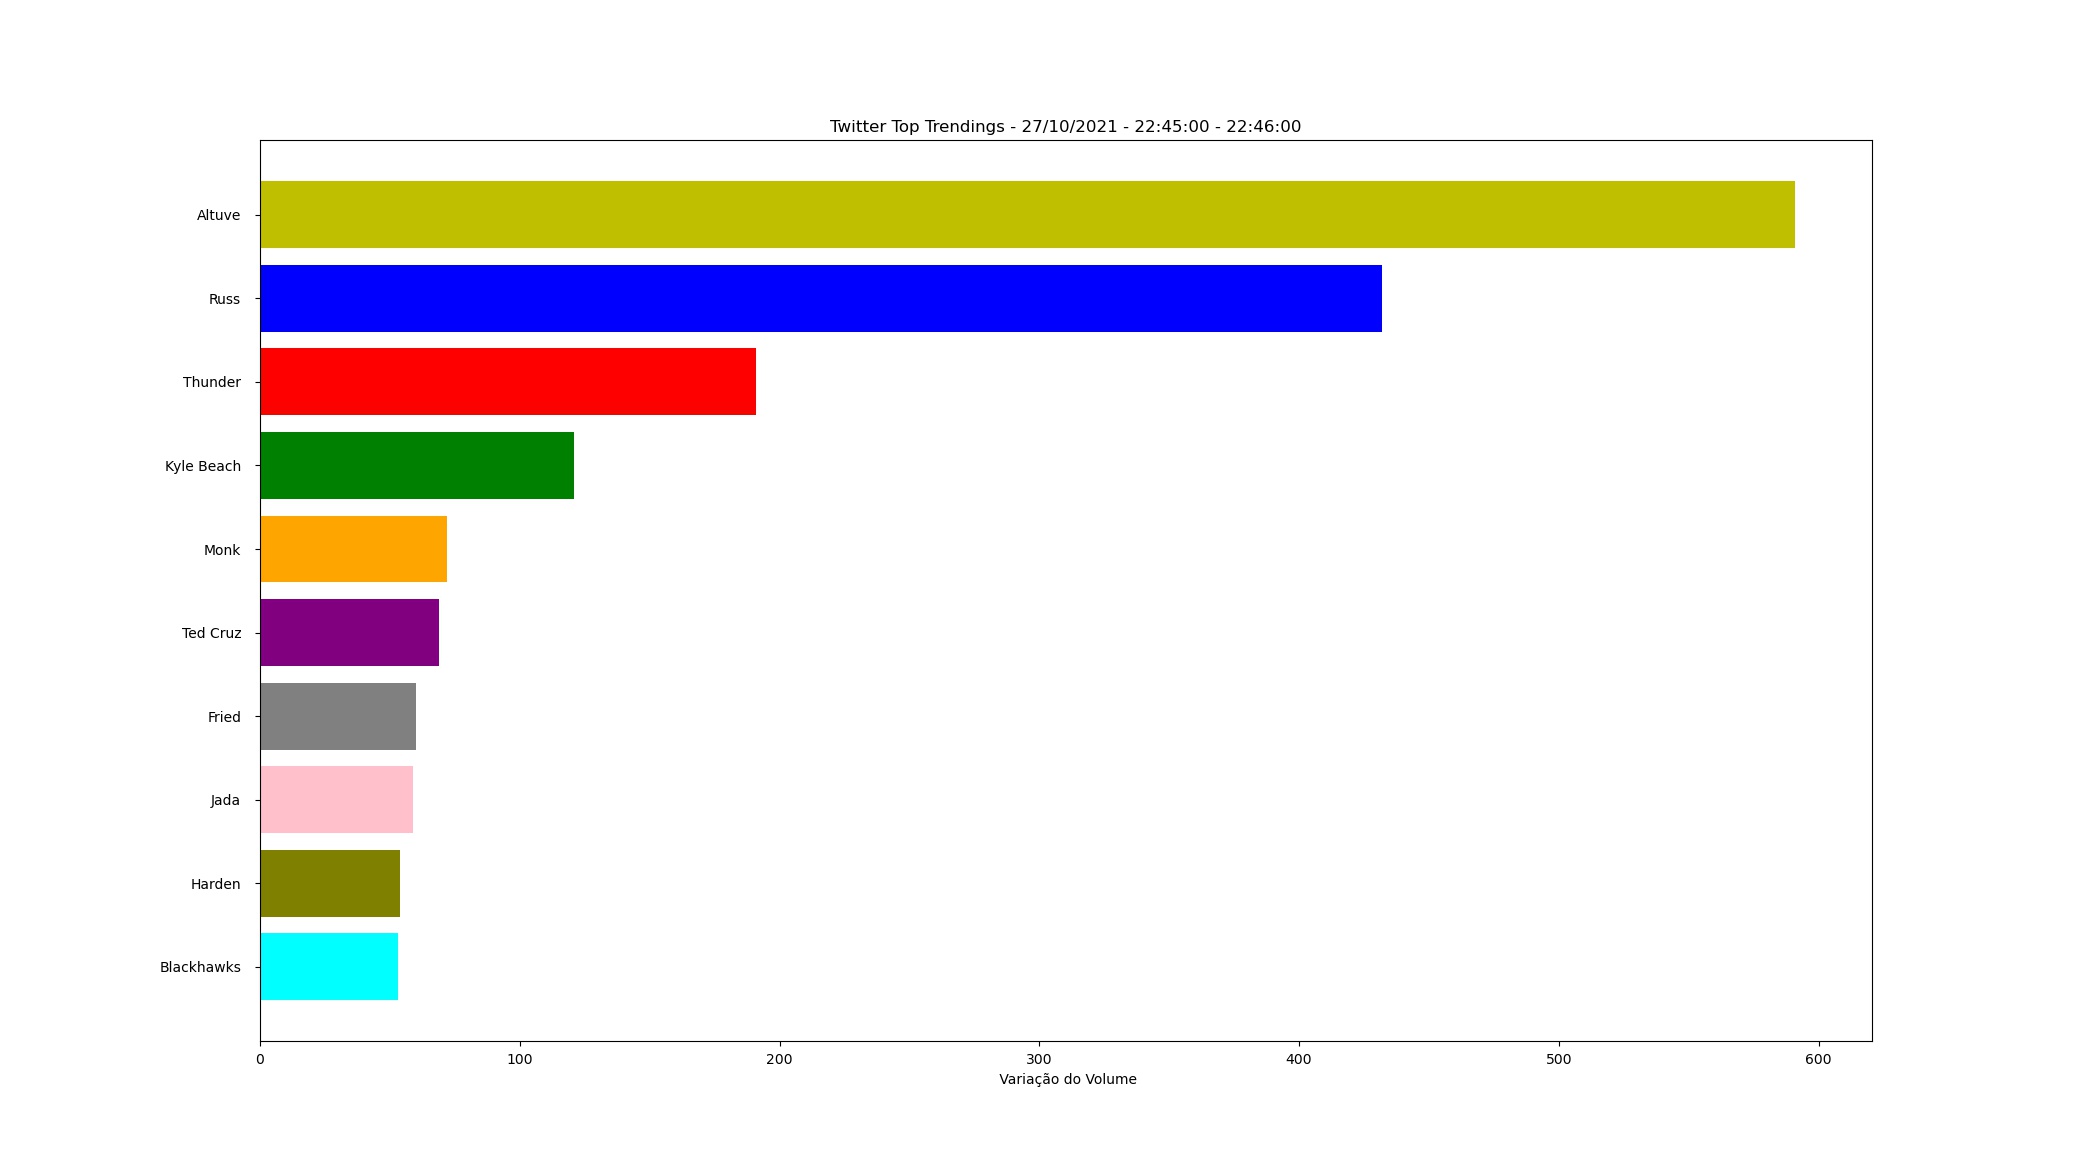 Twitter Top Trendings - 27/10/2021 - 22:45:00 - 22:46:00
Altuve
Russ
Thunder
Kyle Beach
Monk
Ted Cruz
Fried
Jada
Harden
Blackhawks
0 100 200 300 400 500 600
Variação do Volume